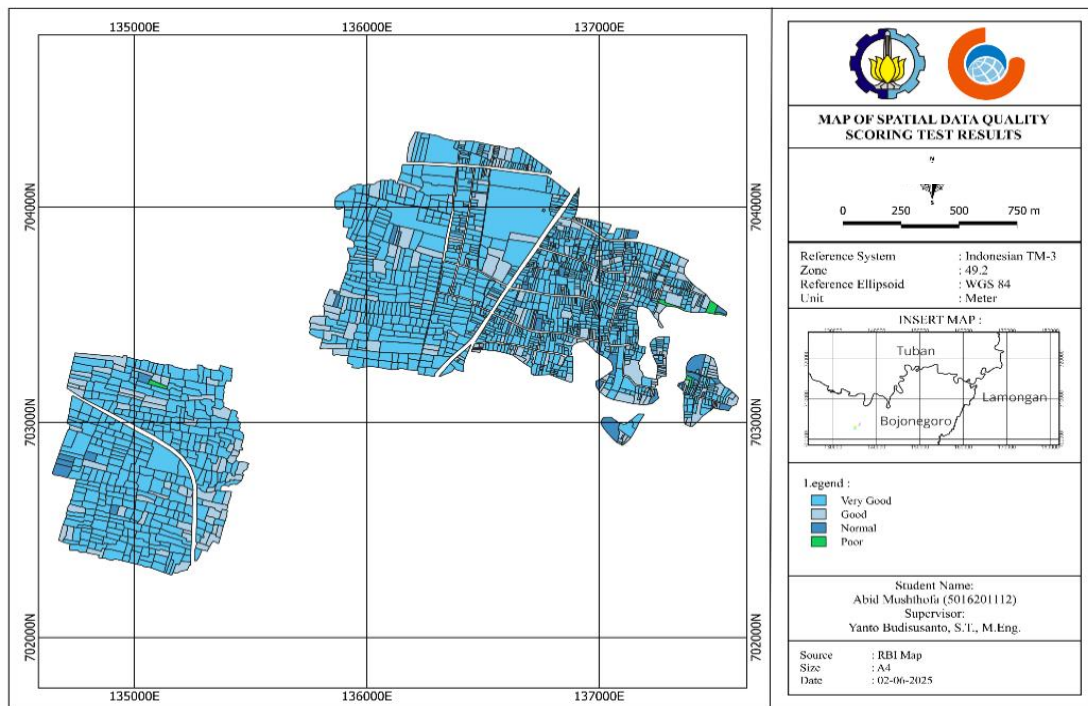 135000E 136000E 137000E
704000N 704000N
703000N 703000N
702000N 702000N
135000E 136000E 137000E
MAP OF SPATIAL DATA QUALITY
SCORING TEST RESULTS
N
S
0 250 500 750 m
Reference System : Indonesian TM-3
Zone : 49.2
Reference Ellipsoid : WGS 84
Unit : Meter
INSERT MAP :
Tuban
Lamongan
Bojonegoro
Legend :
Very Good
Good
Normal
Poor
Student Name:
Abid Mushthofa (5016201112)
Supervisor:
Yanto Budisusanto, S.T., M.Eng.
Source : RBI Map
Size : A4
Date : 02-06-2025